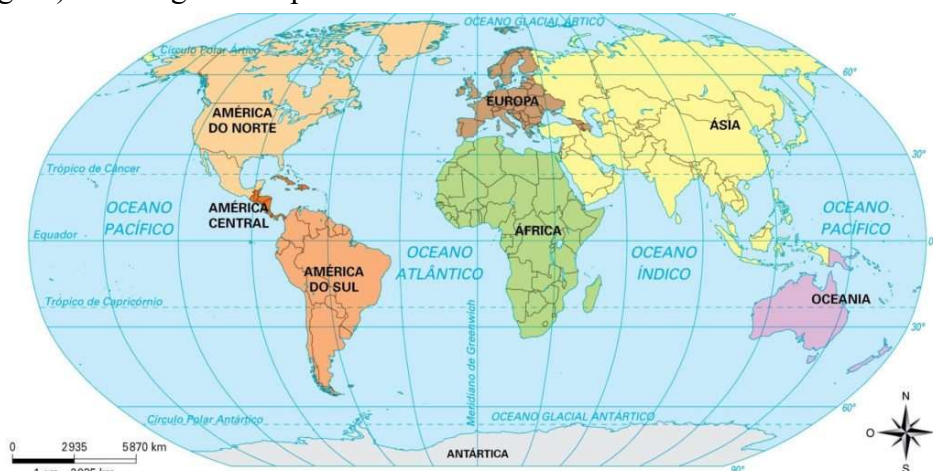 OCEANO GLACIAL ÁRTICO
Círculo Polar Ártico
60°
EUROPA
AMÉRICA
DO NORTE
ÁSIA
30°
Trópico de Câncer
OCEANO
PACÍFICO
AMÉRICA
CENTRAL
ÁFRICA
OCEANO
PACÍFICO
Equador
OCEANO
ATLÂNTICO
OCEANO
ÍNDICO
AMÉRICA
DO SUL
Trópico de Capricórnio
OCEANIA
Meridiano de Greenwich
30°
Círculo Polar Antártico
OCEANO GLACIAL ANTÁRTICO
60°
N
O
S
0 2935 5870 km
ANTÁRTICA